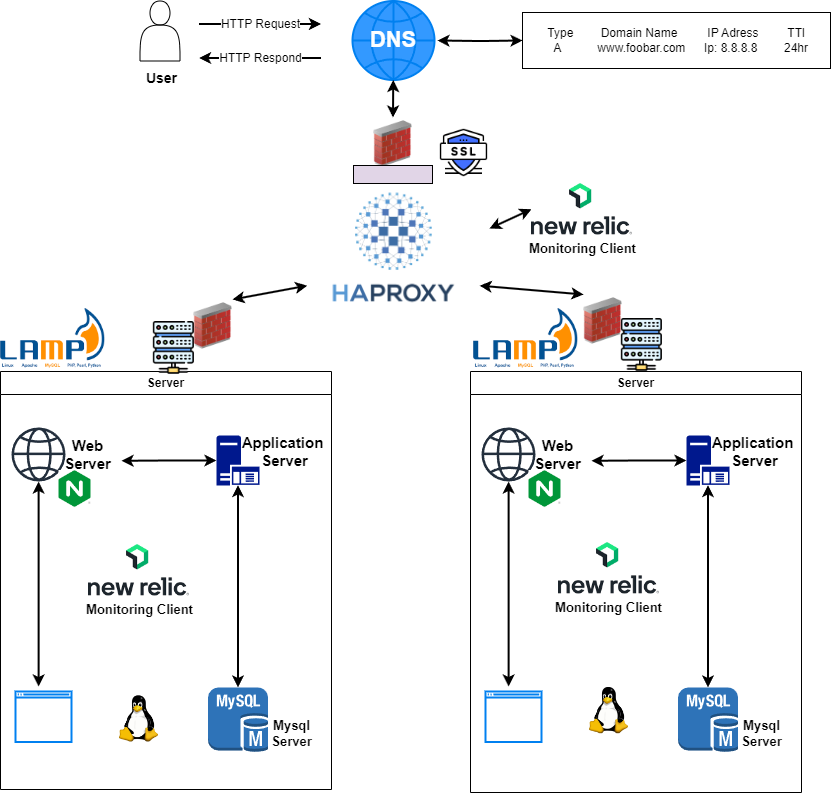 HTTP Request
HTTP Respond
User
DNS
Type Domain Name IP Adress TTl
A www.foobar.com Ip: 8.8.8.8 24hr
SSL
new relic.
Monitoring Client
HAPROXY
LAMP
Linux Apache MySQL PHP, Pearl, Python
Server
LAMP
Linux Apache MySQL PHP, Pearl, Python
Server
Web
Server
N
Application
Server
Web
Server
N
Application
Server
new relic.
Monitoring Client
new relic.
Monitoring Client
MySQL
M
Mysql
Server
MySQL
M
Mysql
Server